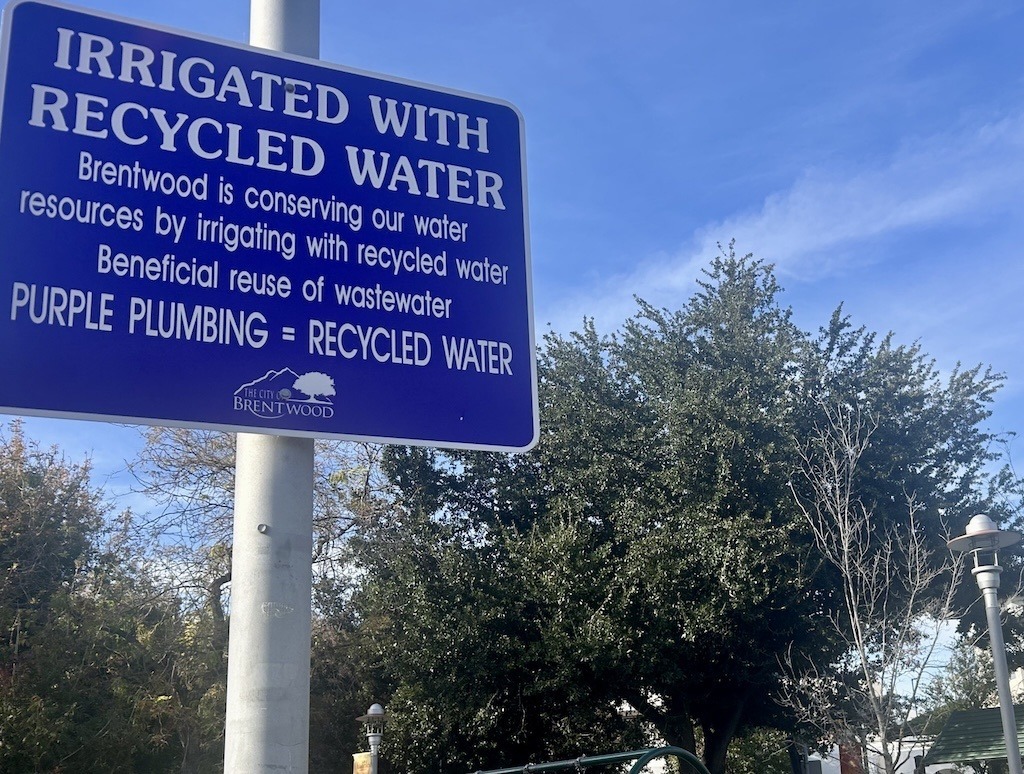 IRRIGATED WITH
RECYCLED WATER
Brentwood is conserving our water
resources by irrigating with recycled water
Beneficial reuse of wastewater
PURPLE PLUMBING = RECYCLED WATER
THE CITY OF
BRENTWOOD